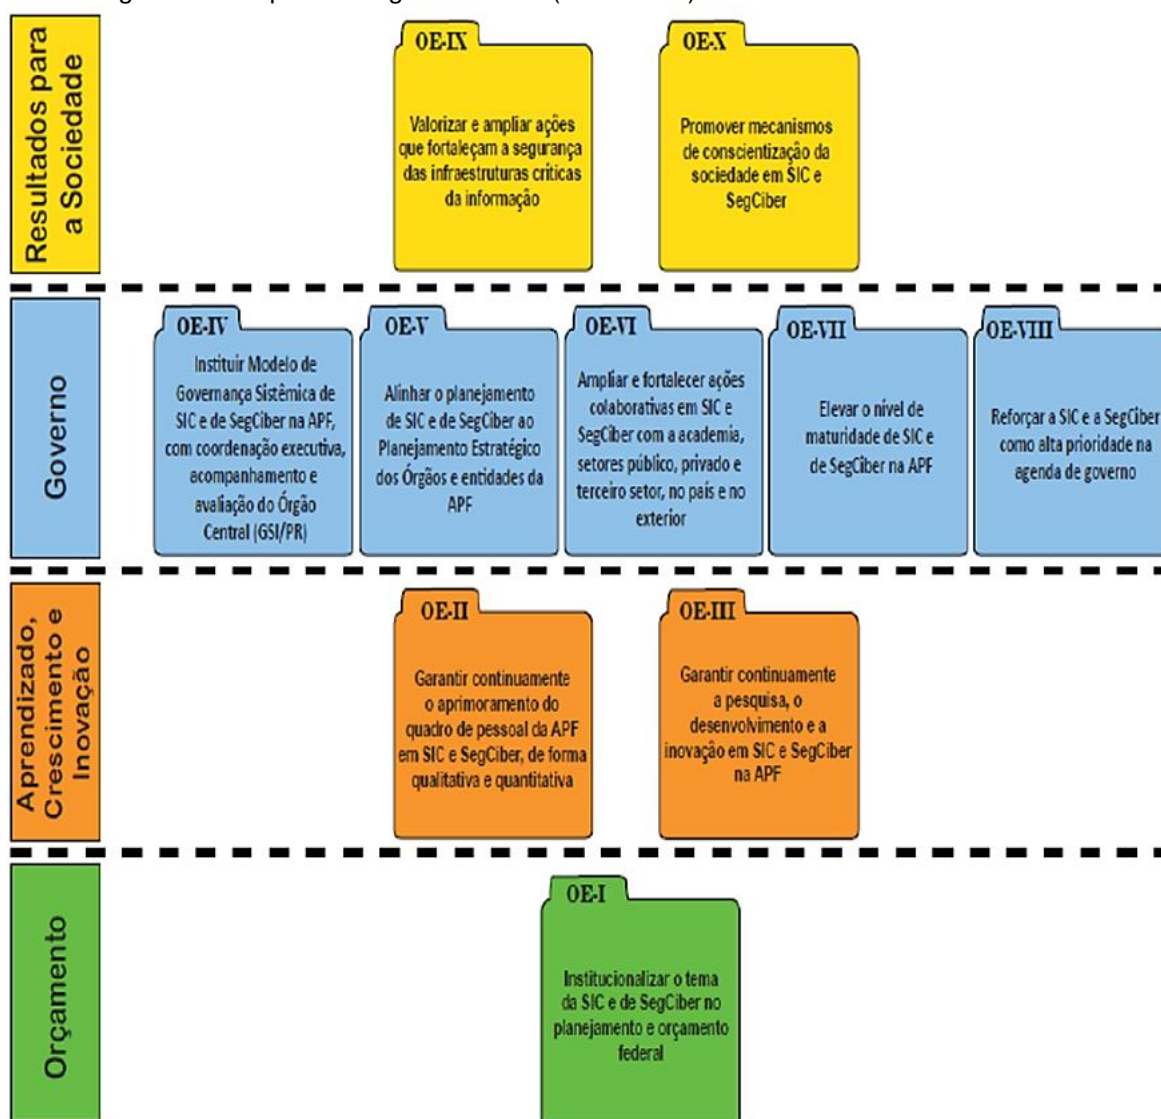 Resultados para
a Sociedade
OE-IX
Valorizar e ampliar ações
que fortaleçam a segurança
das infraestruturas críticas
da informação
OE-X
Promover mecanismos
de conscientização da
sociedade em SIC e
SegCiber
Governo
OE-IV
Instituir Modelo de
Governança Sistêmica de
SIC e de SegCiber na APF,
com coordenação executiva,
acompanhamento e
avaliação do Órgão
Central (GSI/PR)
OE-V
Alinhar o planejamento
de SIC e de SegCiber ao
Planejamento Estratégico
dos Órgãos e entidades da
APF
OE-VI
Ampliar e fortalecer ações
colaborativas em SIC e
SegCiber com a academia,
setores público, privado e
terceiro setor, no país e no
exterior
OE-VII
Elevar o nível de
maturidade de SIC e
de SegCiber na APF
OE-VIII
Reforçar a SIC e a SegCiber
como alta prioridade na
agenda de governo
Aprendizado,
Crescimento e
Inovação
OE-II
Garantir continuamente
o aprimoramento do
quadro de pessoal da APF
em SIC e SegCiber, de forma
qualitativa e quantitativa
OE-III
Garantir continuamente
a pesquisa, o
desenvolvimento e a
inovação em SIC e SegCiber
na APF
Orçamento
OE-I
Institucionalizar o tema
da SIC e de SegCiber no
planejamento e orçamento
federal